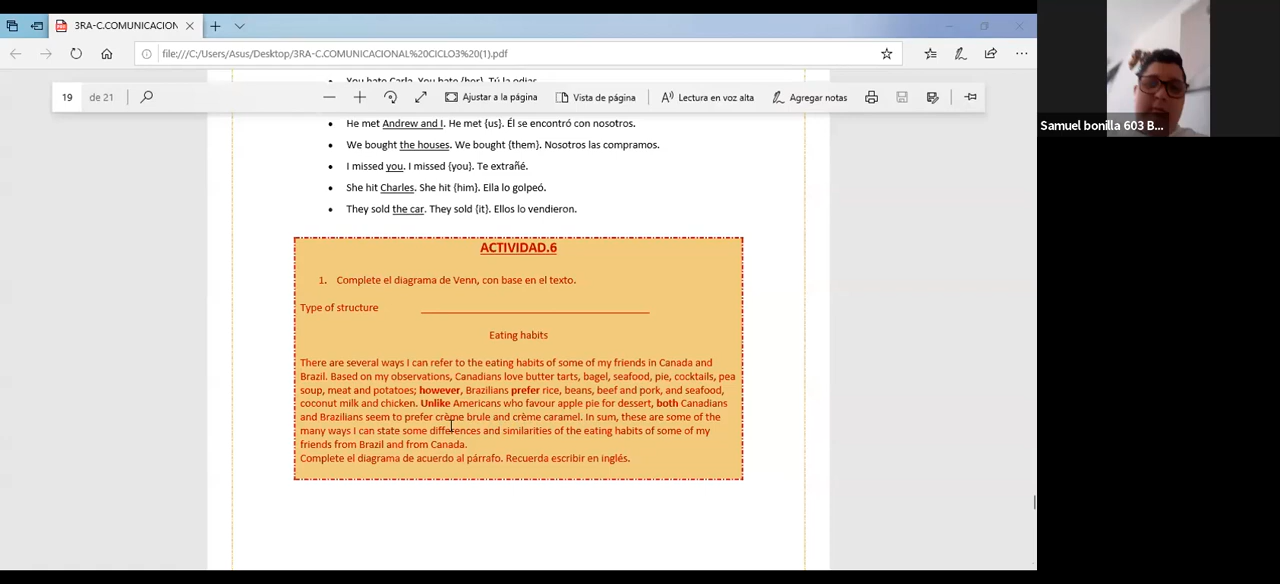 3RA-C.COMUNICACION
file:///C:/Users/Asus/Desktop/3RA-C.COMUNICACIONAL%20CICLO3%20(1).pdf
You hate Carla. You hate {her}. Tú la odias.
19 de 21
Ajustar a la página
Vista de página
Lectura en voz alta
Agregar notas
Samuel bonilla 603 B...
• He met Andrew and I. He met {us}. Él se encontró con nosotros.
• We bought the houses. We bought {them}. Nosotros las compramos.
• I missed you. I missed {you}. Te extrañé.
• She hit Charles. She hit {him}. Ella lo golpeó.
• They sold the car. They sold {it}. Ellos lo vendieron.
ACTIVIDAD.6
1. Complete el diagrama de Venn, con base en el texto.
Type of structure
Eating habits
There are several ways I can refer to the eating habits of some of my friends in Canada and
Brazil. Based on my observations, Canadians love butter tarts, bagel, seafood, pie, cocktails, pea
soup, meat and potatoes; however, Brazilians prefer rice, beans, beef and pork, and seafood,
coconut milk and chicken. Unlike Americans who favour apple pie for dessert, both Canadians
and Brazilians seem to prefer crème brule and crème caramel. In sum, these are some of the
many ways I can state some differences and similarities of the eating habits of some of my
friends from Brazil and from Canada.
Complete el diagrama de acuerdo al párrafo. Recuerda escribir en inglés.